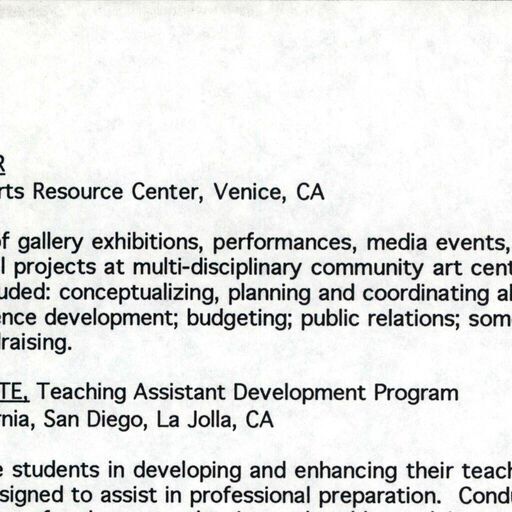 R
rts Resource Center, Venice, CA
of gallery exhibitions, performances, media events,
l projects at multi-disciplinary community art cent
uded: conceptualizing, planning and coordinating al
ence development; budgeting; public relations; som
raising.
TE, Teaching Assistant Development Program
rnia, San Diego, La Jolla, CA
e students in developing and enhancing their teach
signed to assist in professional preparation. Condu